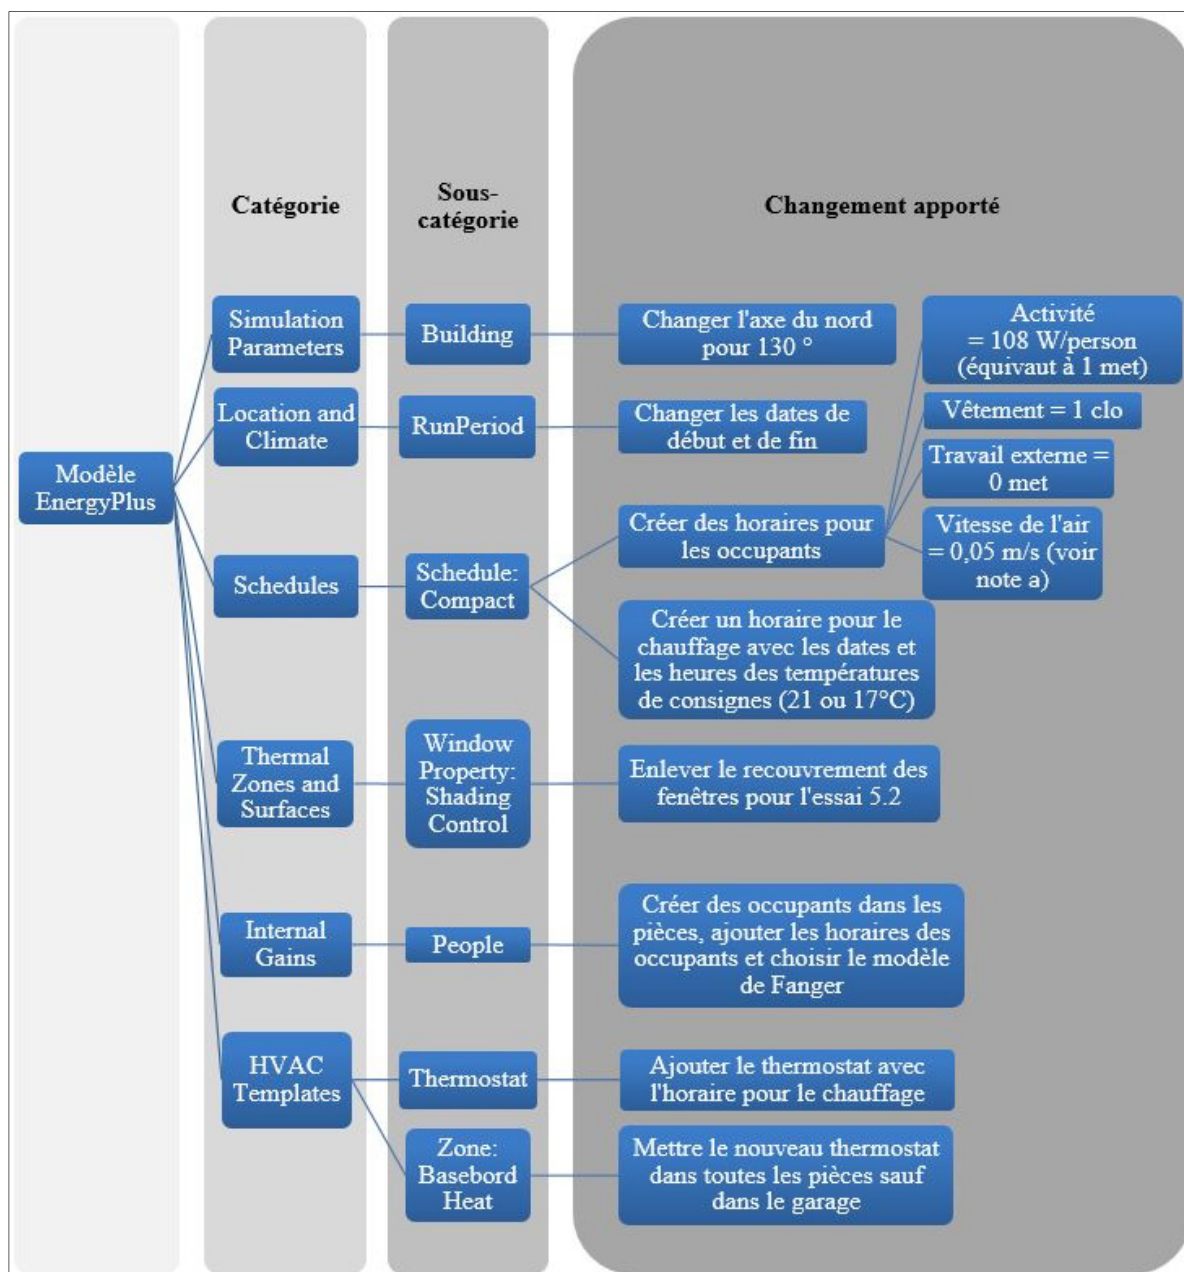 Catégorie
Sous-
catégorie
Changement apporté
Modèle
EnergyPlus
Simulation
Parameters
Building
Changer l'axe du nord
pour 130 °
Activité
= 108 W/person
(équivaut à 1 met)
Vêtement = 1 clo
Travail externe =
0 met
Vitesse de l'air
= 0,05 m/s (voir
note a)
Location and
Climate
RunPeriod
Changer les dates de
début et de fin
Schedules
Schedule:
Compact
Créer des horaires pour
les occupants
Créer un horaire pour le
chauffage avec les dates et
les heures des températures
de consignes (21 ou 17°C)
Thermal
Zones and
Surfaces
Window
Property:
Shading
Control
Enlever le recouvrement des
fenêtres pour l'essai 5.2
Internal
Gains
People
Créer des occupants dans les
pièces, ajouter les horaires des
occupants et choisir le modèle
de Fanger
HVAC
Templates
Thermostat
Ajouter le thermostat avec
l'horaire pour le chauffage
Zone:
Basebord
Heat
Mettre le nouveau thermostat
dans toutes les pièces sauf
dans le garage